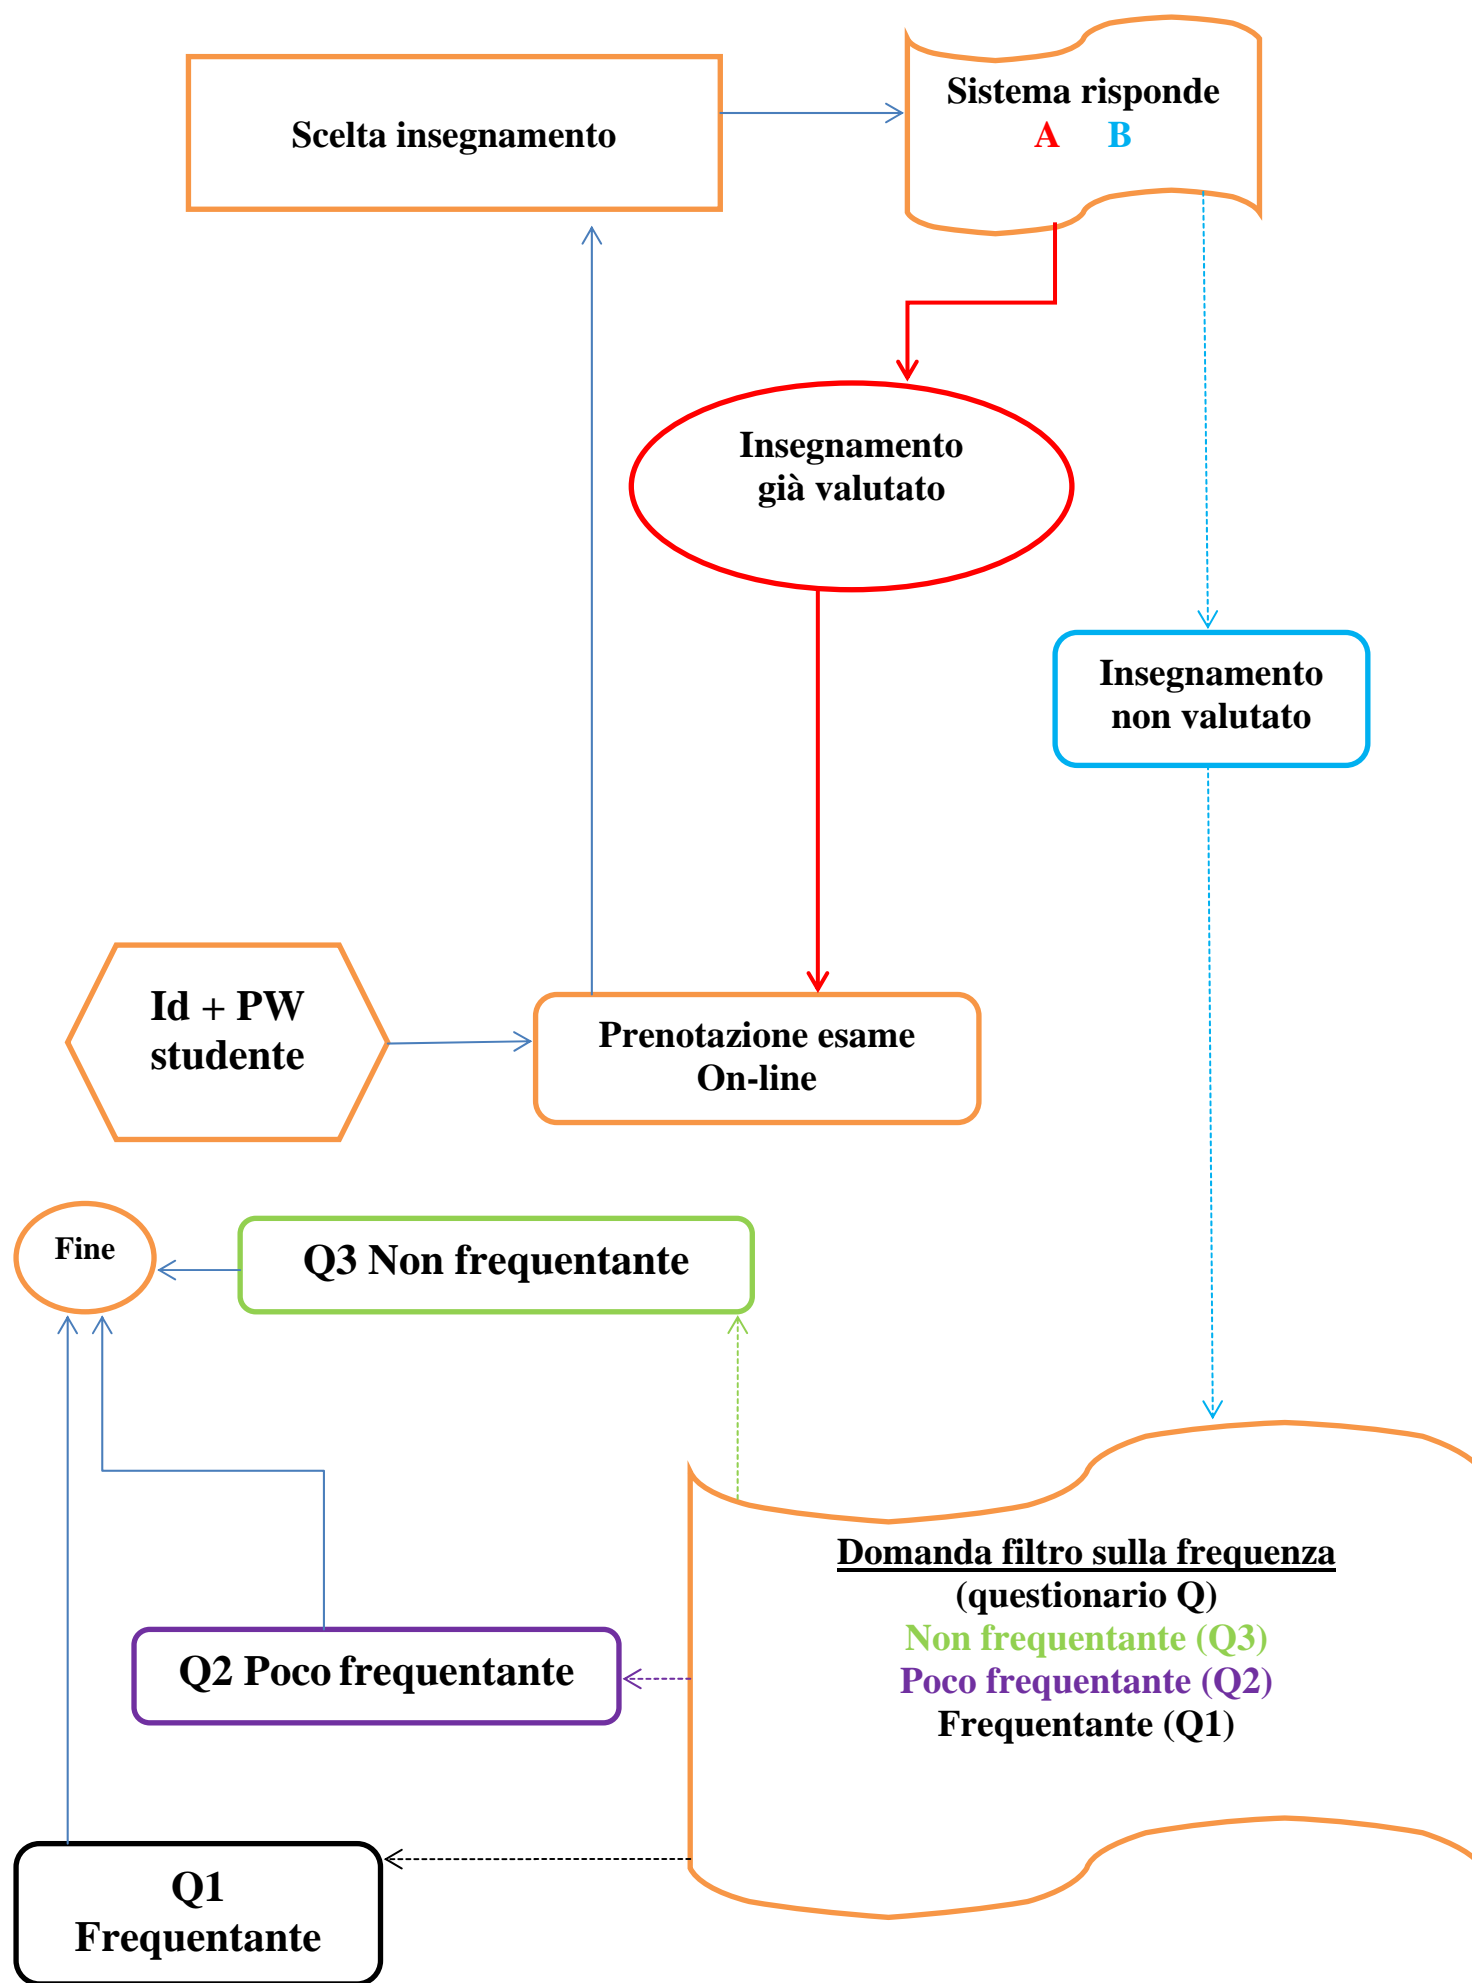 Sistema risponde
A B
Scelta insegnamento
Insegnamento
già valutato
Insegnamento
non valutato
Id + PW
studente
Prenotazione esame
On-line
Fine
Q3 Non frequentante
Domanda filtro sulla frequenza
(questionario Q)
Non frequentante (Q3)
Poco frequentante (Q2)
Frequentante (Q1)
Q2 Poco frequentante
Q1
Frequentante